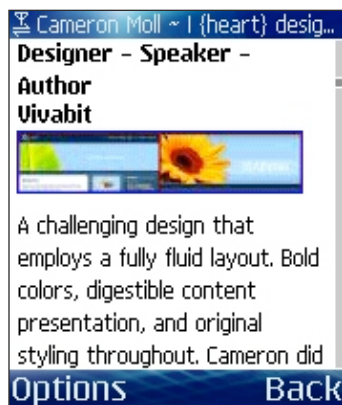 Cameron Moll ~ I {heart} desig...
Designer – Speaker –
Author
Vivabit
A challenging design that
employs a fully fluid layout. Bold
colors, digestible content
presentation, and original
styling throughout. Cameron did
Options Back